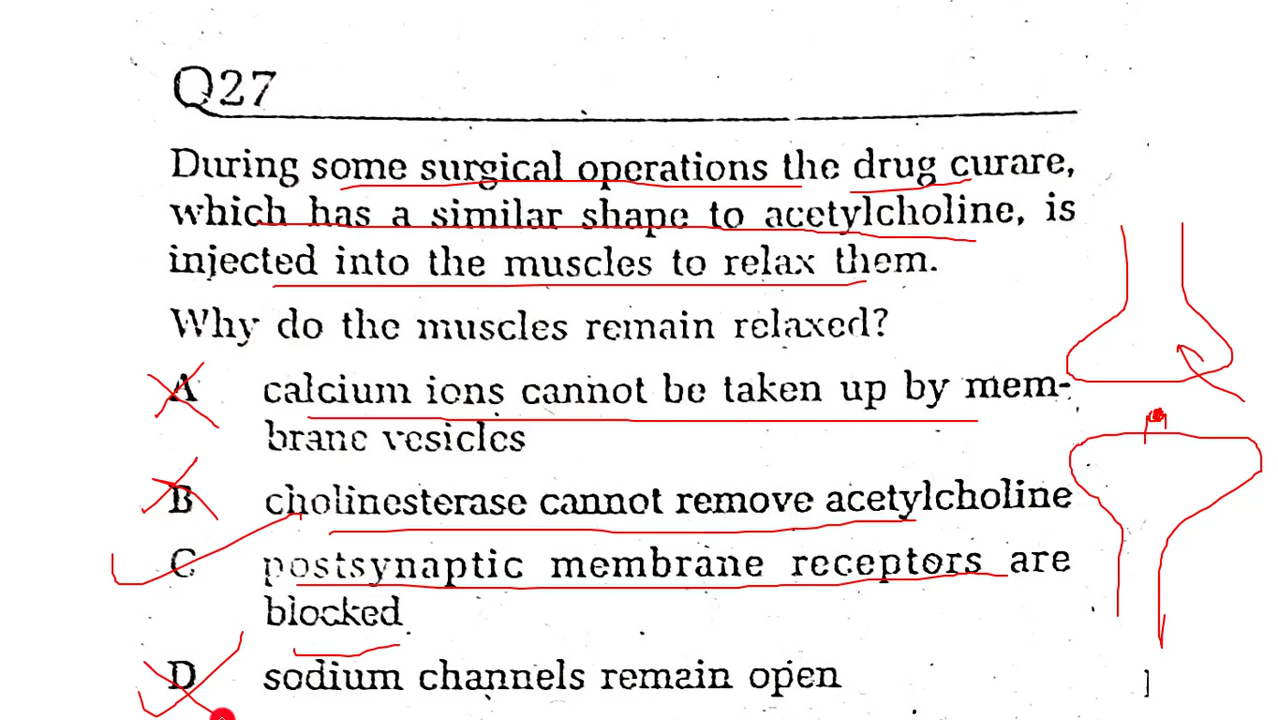 Q27
During some surgical operations the drug curare,
which has a similar shape to acetylcholine, is
injected into the muscles to relax them.
Why do the muscles remain relaxed?
A calcium ions cannot be taken up by mem-
brane vesicles
B cholinesterase cannot remove acetylcholine
C postsynaptic membrane receptors are
blocked
D sodium channels remain open
]